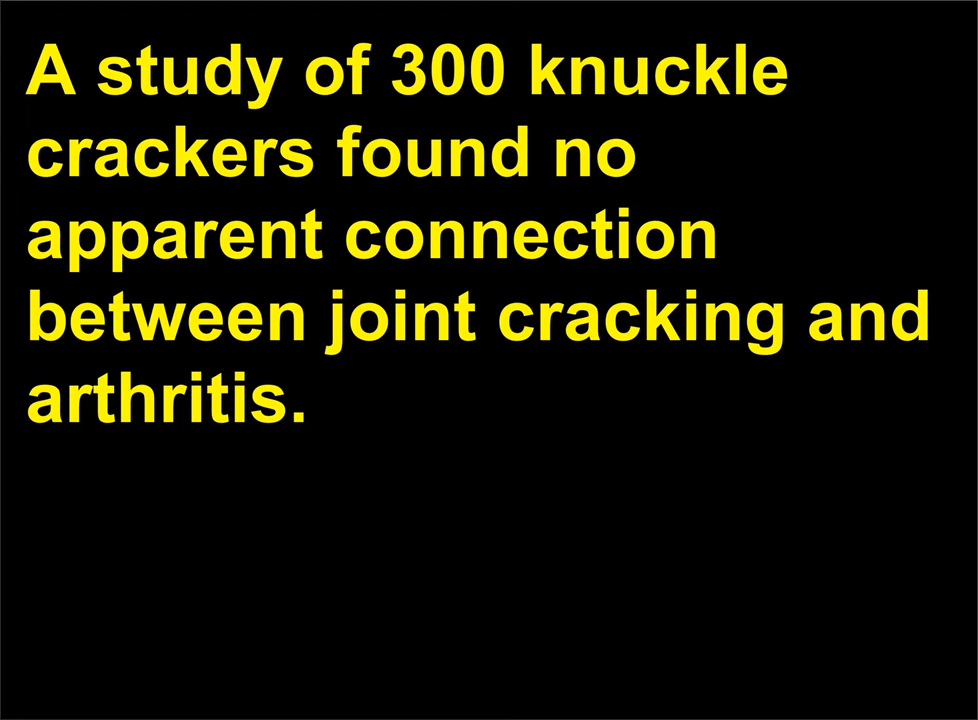 A study of 300 knuckle
crackers found no
apparent connection
between joint cracking and
arthritis.